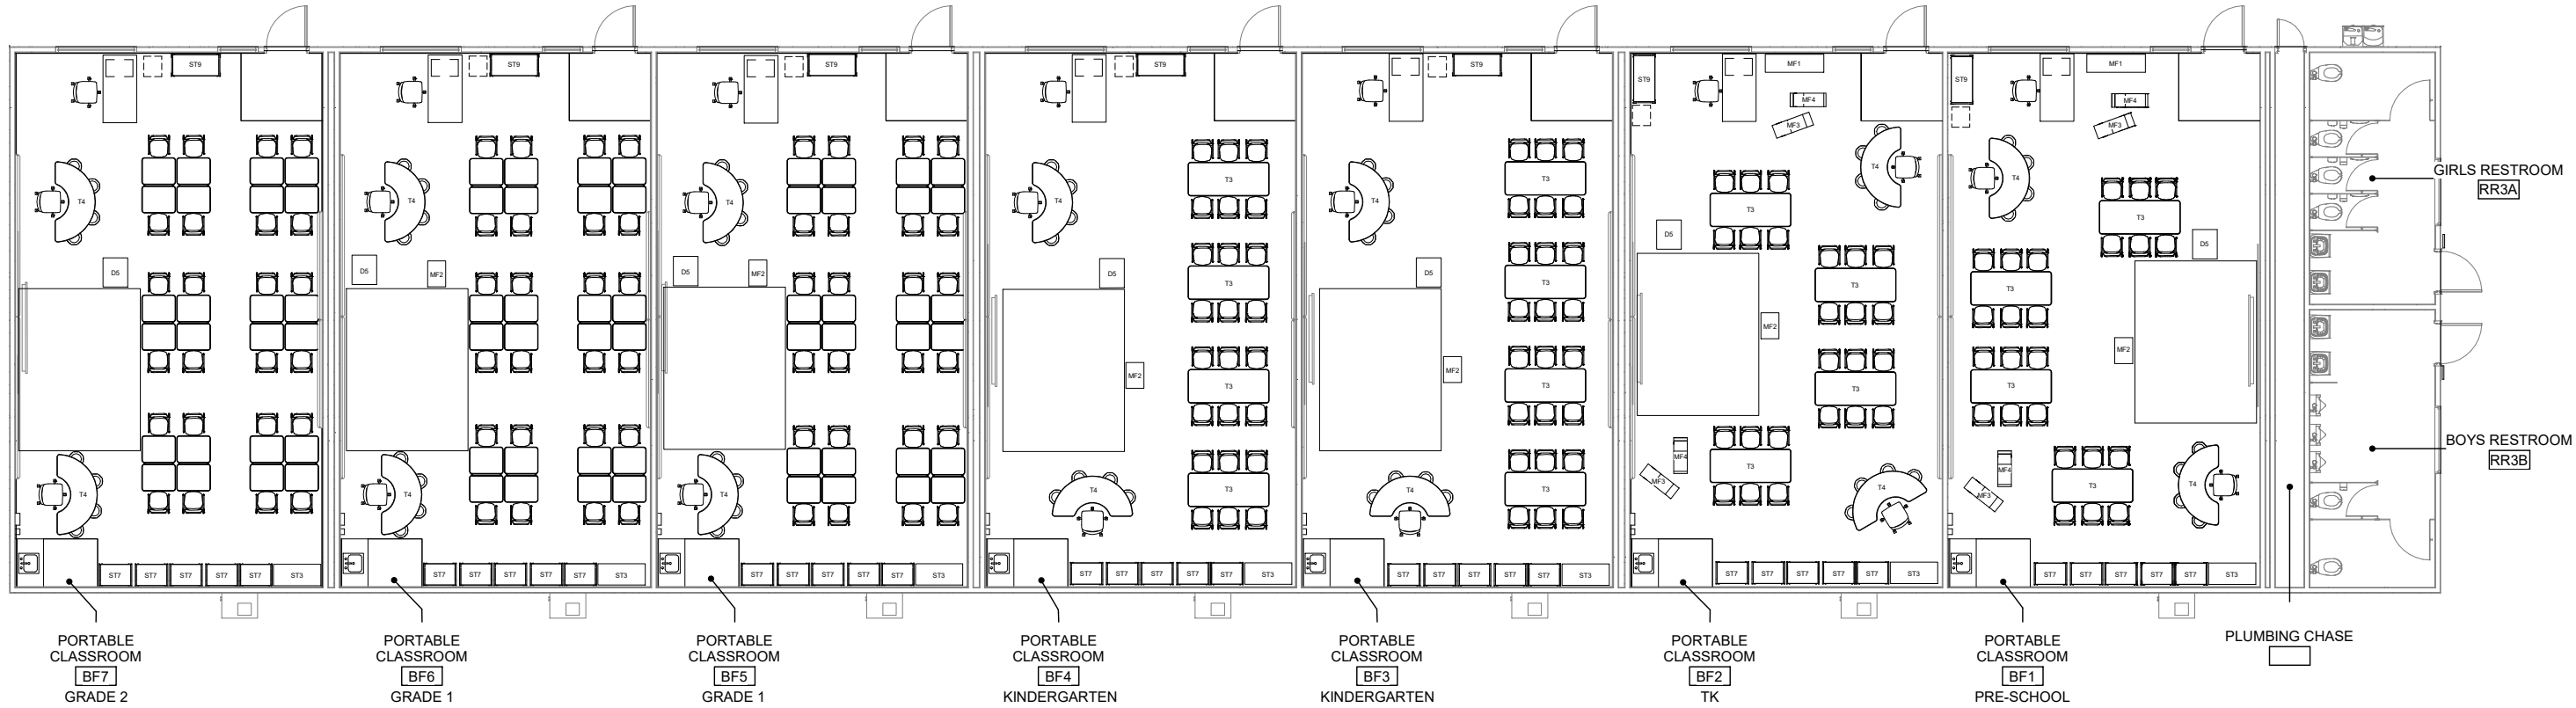 ST9
ST9
ST9
ST9
ST9
ST9
MF1
MF4
MF3
ST9
MF1
MF4
MF3
T4
T4
T4
T4
T3
T4
T3
T3
T4
T4
T3
GIRLS RESTROOM
RR3A
D5
D5
MF2
D5
MF2
D5
T3
D5
T3
D5
T3
T3
D5
MF2
T3
MF2
T3
MF2
T3
MF2
T3
T3
MF2
T3
T4
T4
T4
T4
T3
T4
T3
MF4
MF3
T3
T4
MF4
MF3
T3
T4
BOYS RESTROOM
RR3B
ST7 ST7 ST7 ST7 ST7 ST3
ST7 ST7 ST7 ST7 ST7 ST3
ST7 ST7 ST7 ST7 ST7 ST3
ST7 ST7 ST7 ST7 ST7 ST3
ST7 ST7 ST7 ST7 ST7 ST3
ST7 ST7 ST7 ST7 ST7 ST3
ST7 ST7 ST7 ST7 ST7 ST3
PORTABLE
CLASSROOM
BF7
GRADE 2
PORTABLE
CLASSROOM
BF6
GRADE 1
PORTABLE
CLASSROOM
BF5
GRADE 1
PORTABLE
CLASSROOM
BF4
KINDERGARTEN
PORTABLE
CLASSROOM
BF3
KINDERGARTEN
PORTABLE
CLASSROOM
BF2
TK
PORTABLE
CLASSROOM
BF1
PRE-SCHOOL
PLUMBING CHASE